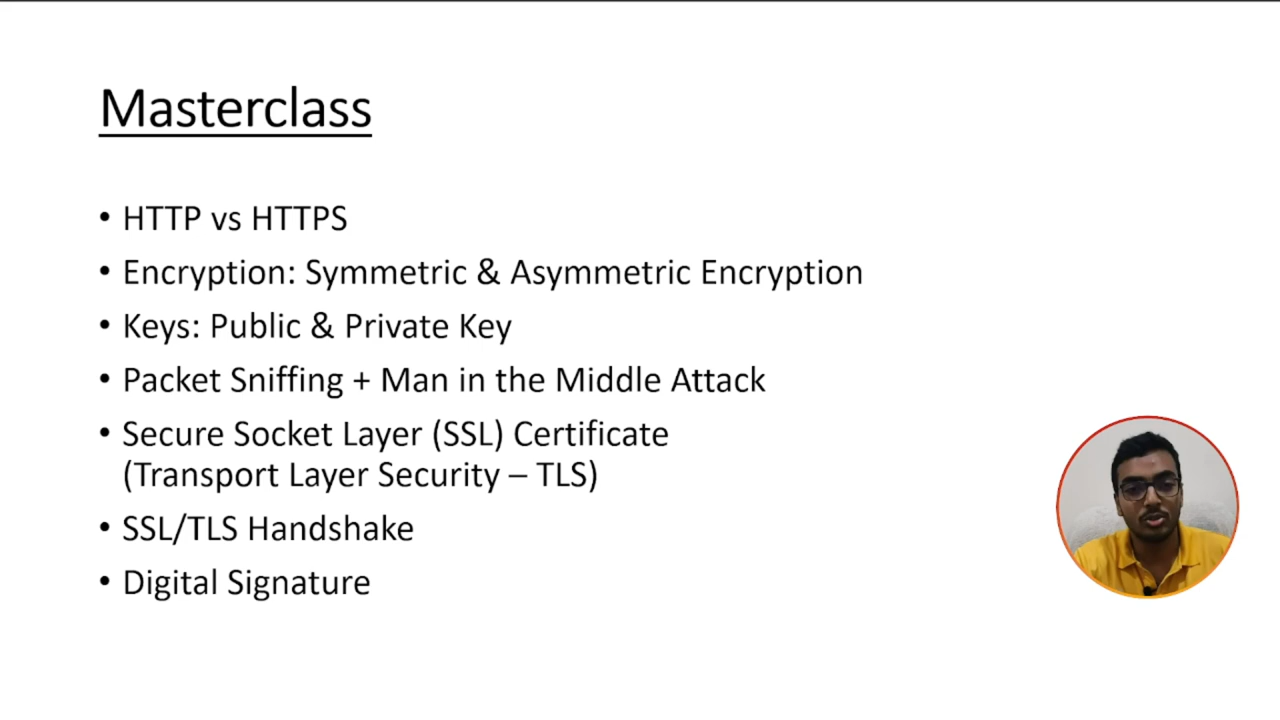 Masterclass
• HTTP vs HTTPS
• Encryption: Symmetric & Asymmetric Encryption
• Keys: Public & Private Key
• Packet Sniffing + Man in the Middle Attack
• Secure Socket Layer (SSL) Certificate
(Transport Layer Security – TLS)
• SSL/TLS Handshake
• Digital Signature